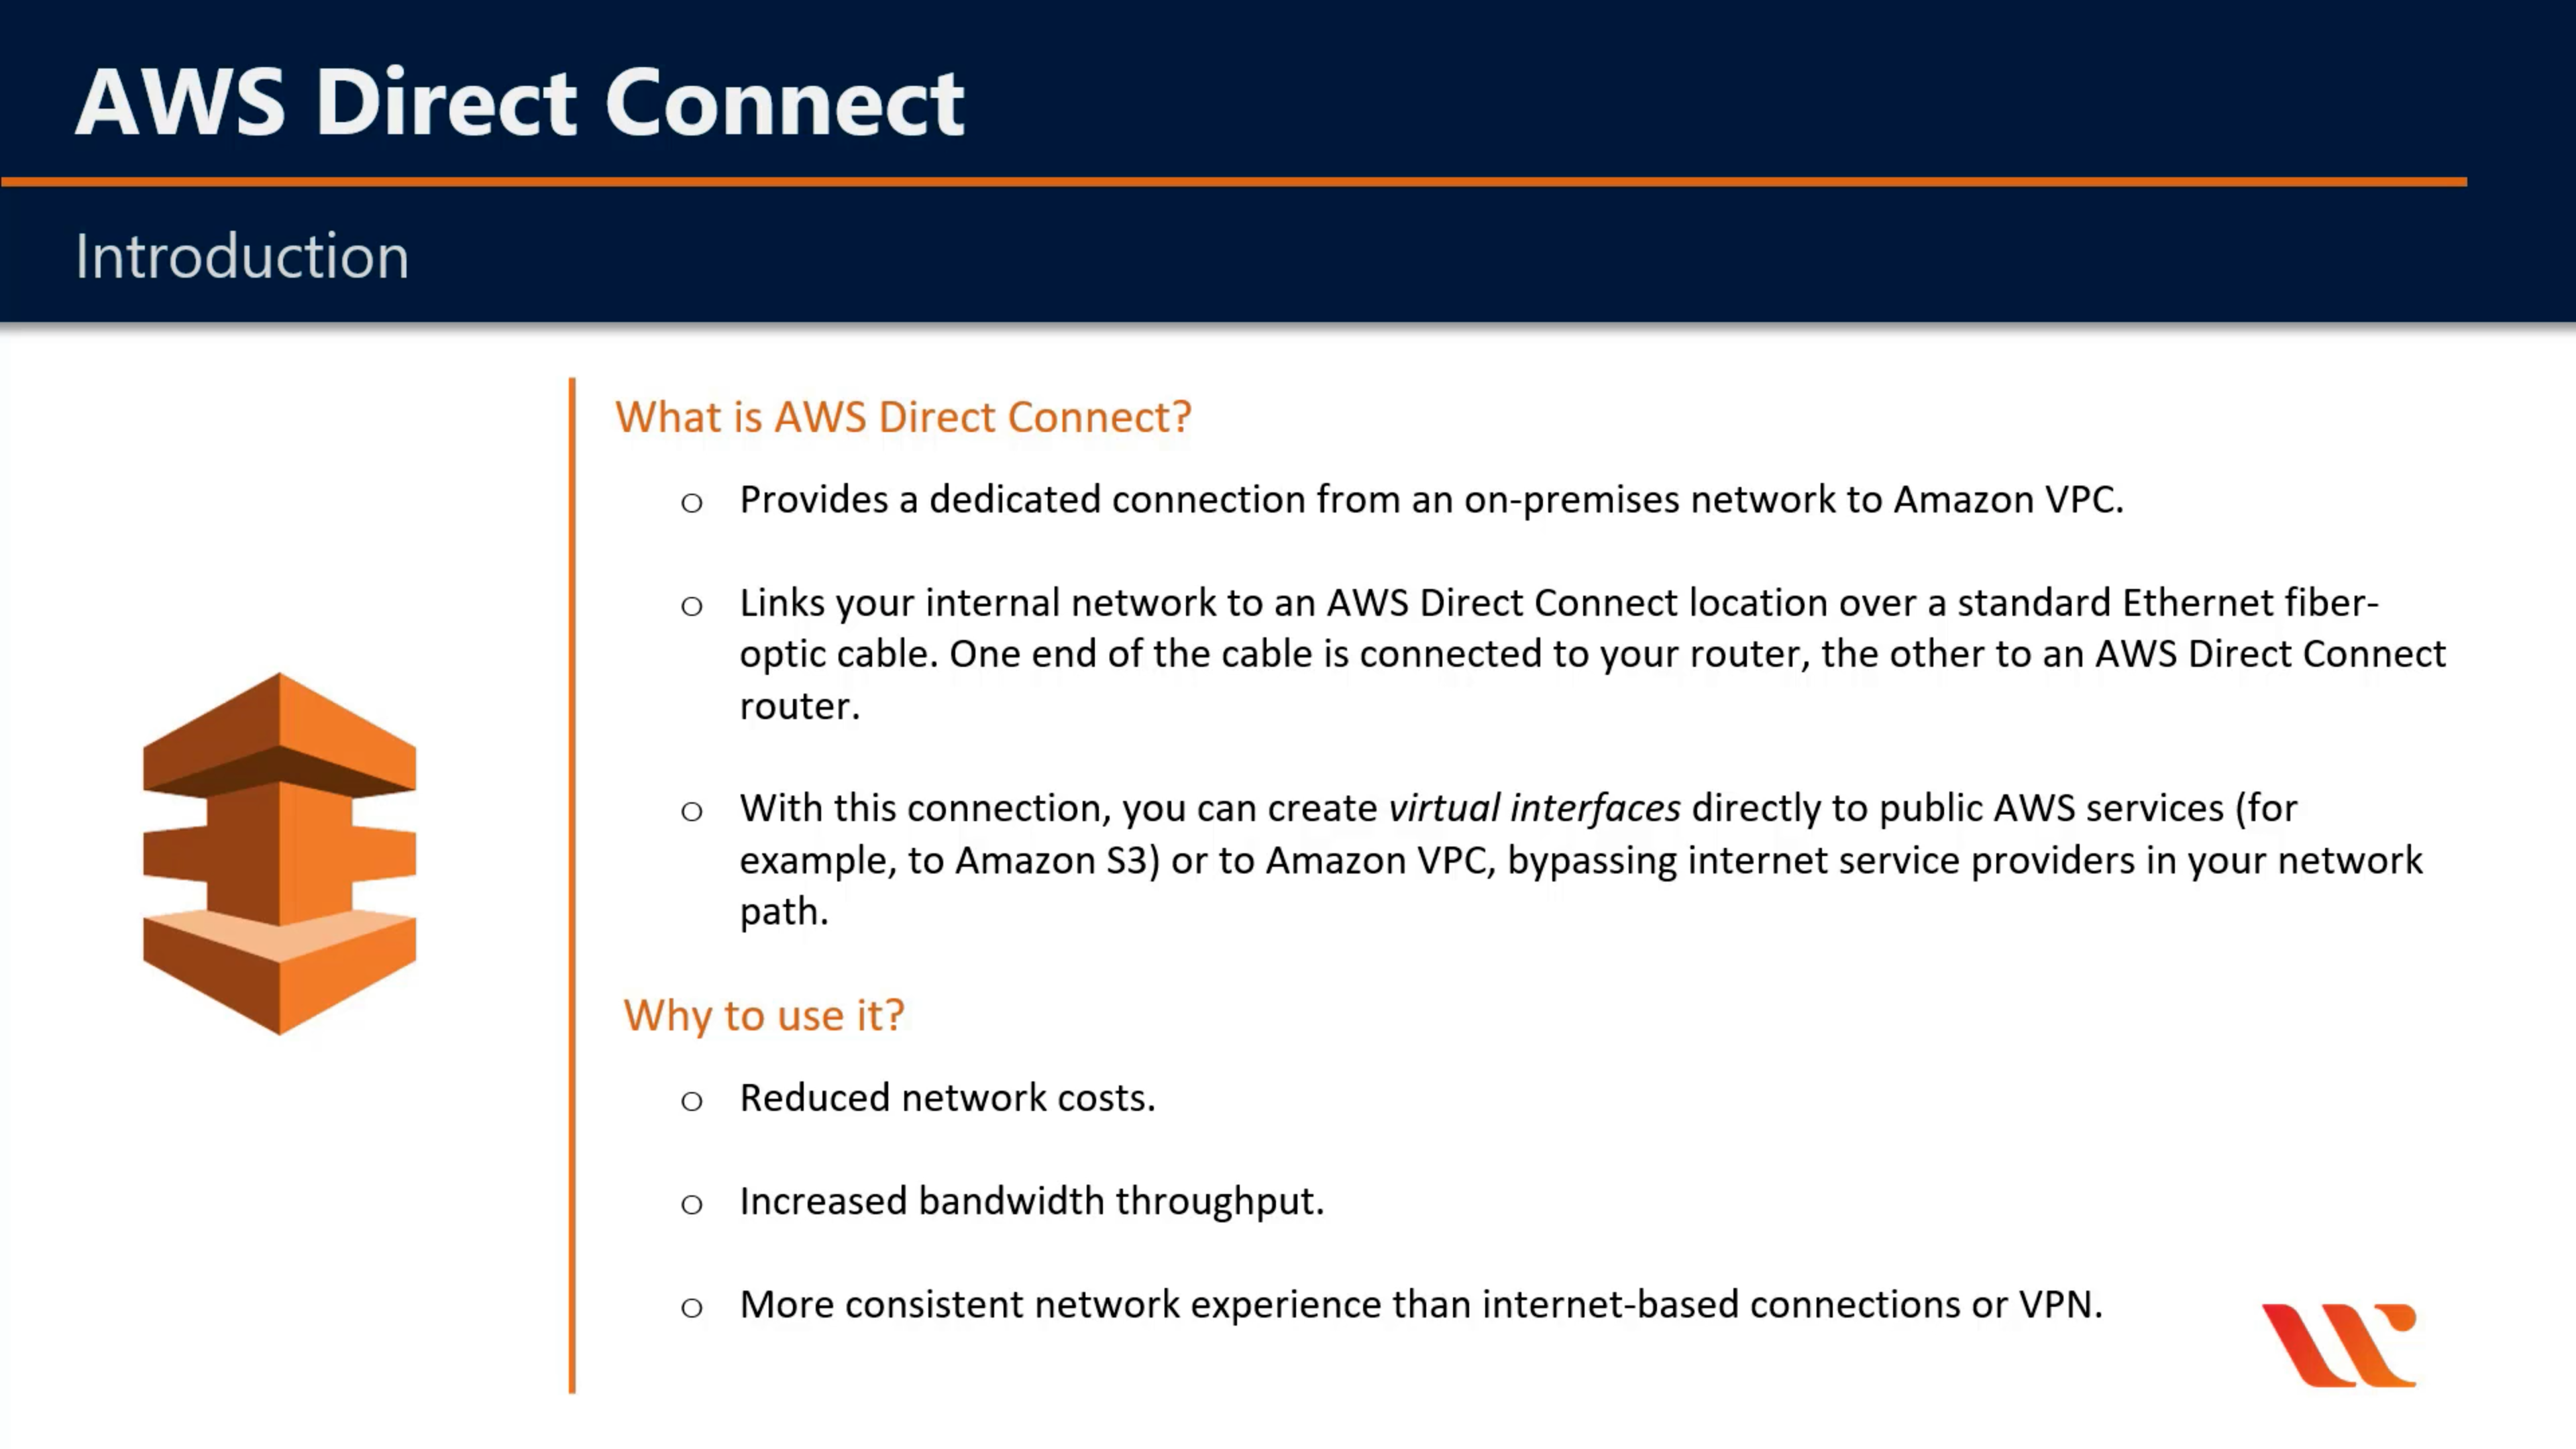 AWS Direct Connect
Introduction
What is AWS Direct Connect?
o Provides a dedicated connection from an on-premises network to Amazon VPC.
o Links your internal network to an AWS Direct Connect location over a standard Ethernet fiber-
optic cable. One end of the cable is connected to your router, the other to an AWS Direct Connect
router.
o With this connection, you can create virtual interfaces directly to public AWS services (for
example, to Amazon S3) or to Amazon VPC, bypassing internet service providers in your network
path.
Why to use it?
o Reduced network costs.
o Increased bandwidth throughput.
o More consistent network experience than internet-based connections or VPN.